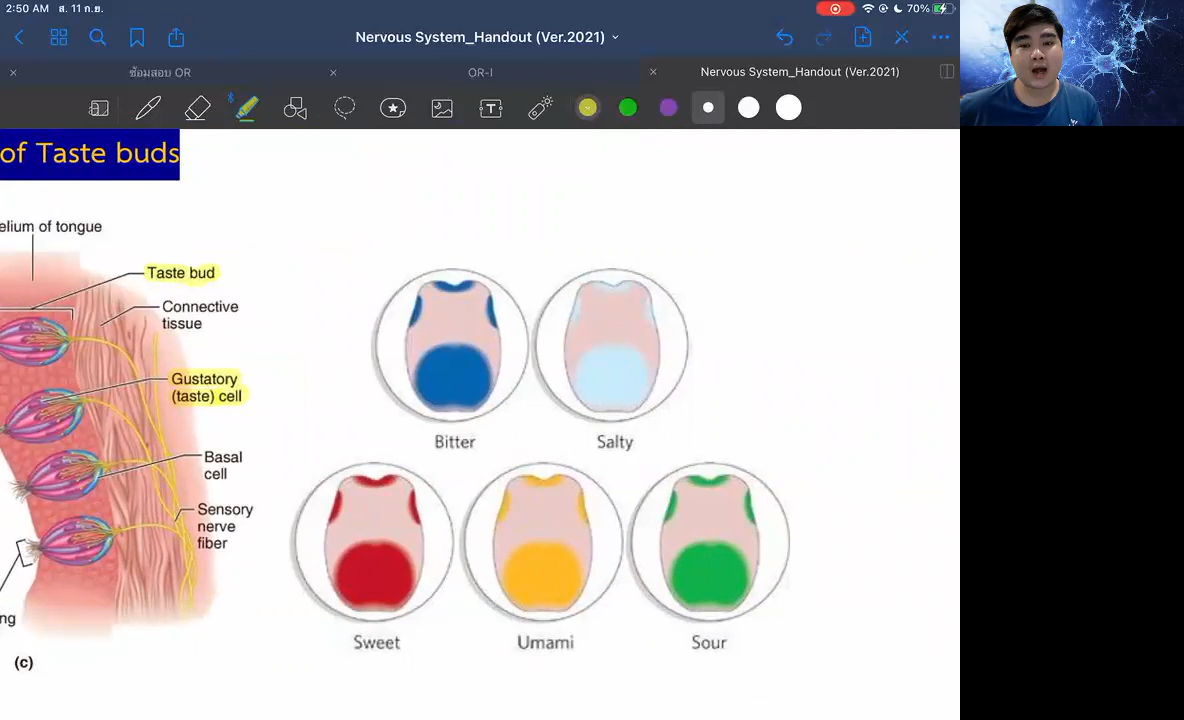 2:50 AM ส. 11 ก.ย.
70%
Nervous System_Handout (Ver.2021)
ซ้อมสอบ OR
OR-I
Nervous System_Handout (Ver.2021)
of Taste buds
elium of tongue
Taste bud
Connective
tissue
Gustatory
(taste) cell
Basal
cell
Sensory
nerve
fiber
ng
(c)
Bitter
Salty
Sweet
Umami
Sour